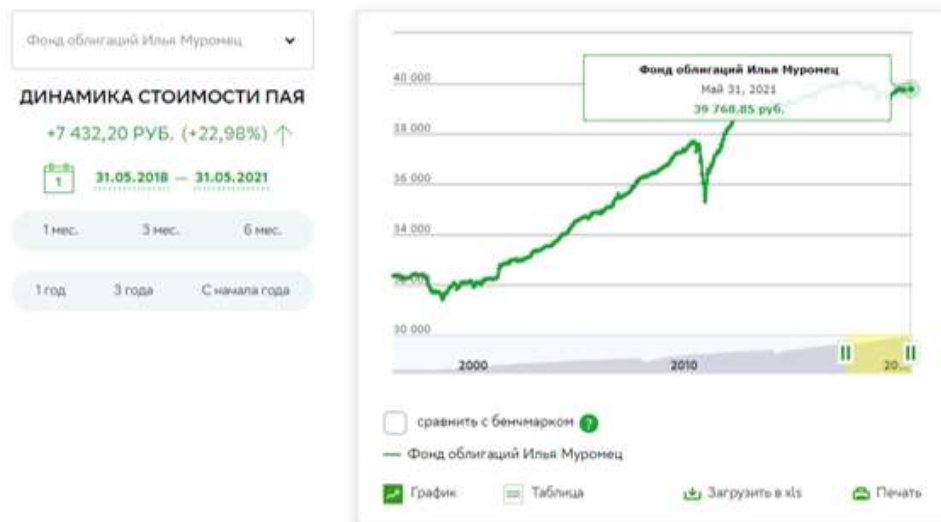 Фонд облигаций Илья Муромец
ДИНАМИКА СТОИМОСТИ ПАЯ
+7 432,20 РУБ. (+22,98%) ↑
1
31.05.2018 — 31.05.2021
1 мес. 3 мес. 6 мес.
1 год 3 года С начала года
40 000
Фонд облигаций Илья Муромец
Май 31, 2021
39 768.85 руб.
38 000
36 000
34 000
32 000
30 000
2000 2010 20...
сравнить с бенчмарком ?
Фонд облигаций Илья Муромец
График Таблица Загрузить в xls Печать